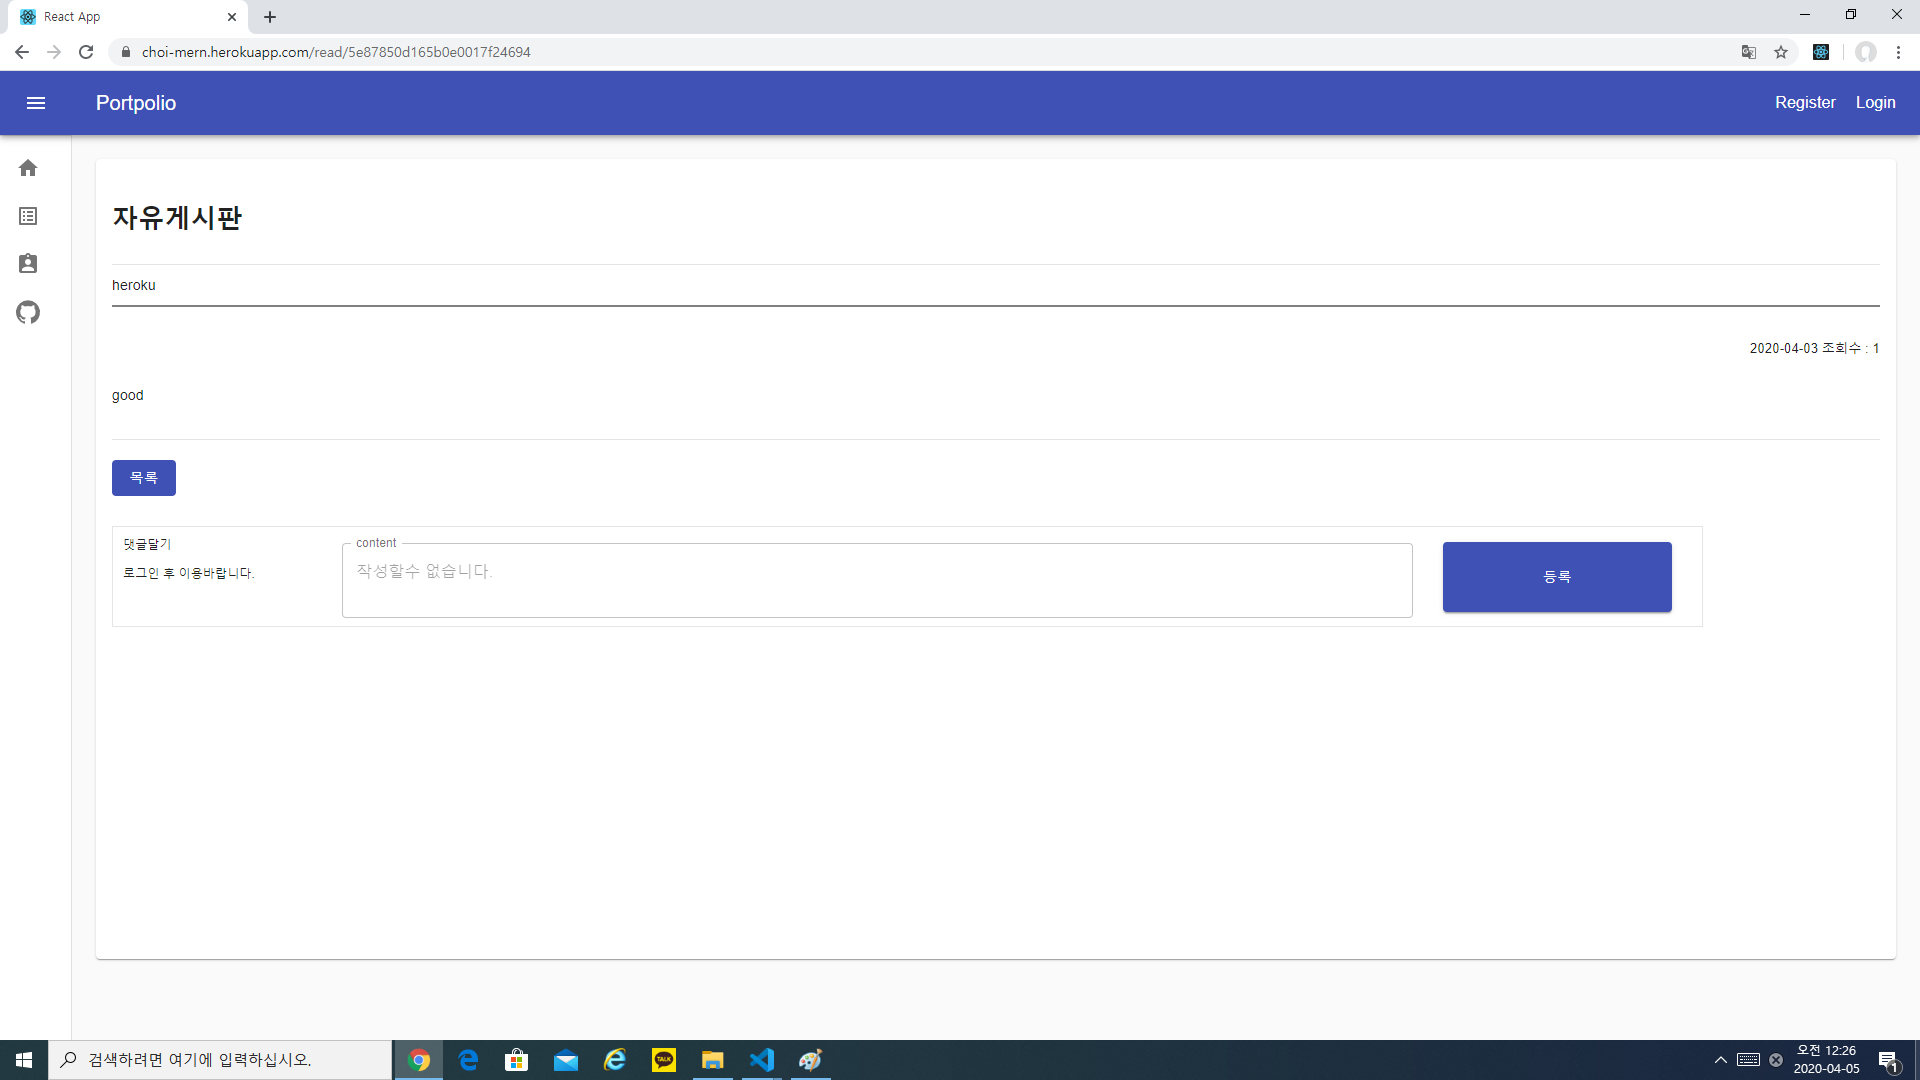 React App
choi-mern.herokuapp.com/read/5e87850d165b0e0017f24694
Portpolio
Register
Login
자유게시판
heroku
2020-04-03 조회수 : 1
good
목록
댓글달기
로그인 후 이용바랍니다.
content
작성할수 없습니다.
등록
검색하려면 여기에 입력하십시오.
TALK
오전 12:26
2020-04-05
1